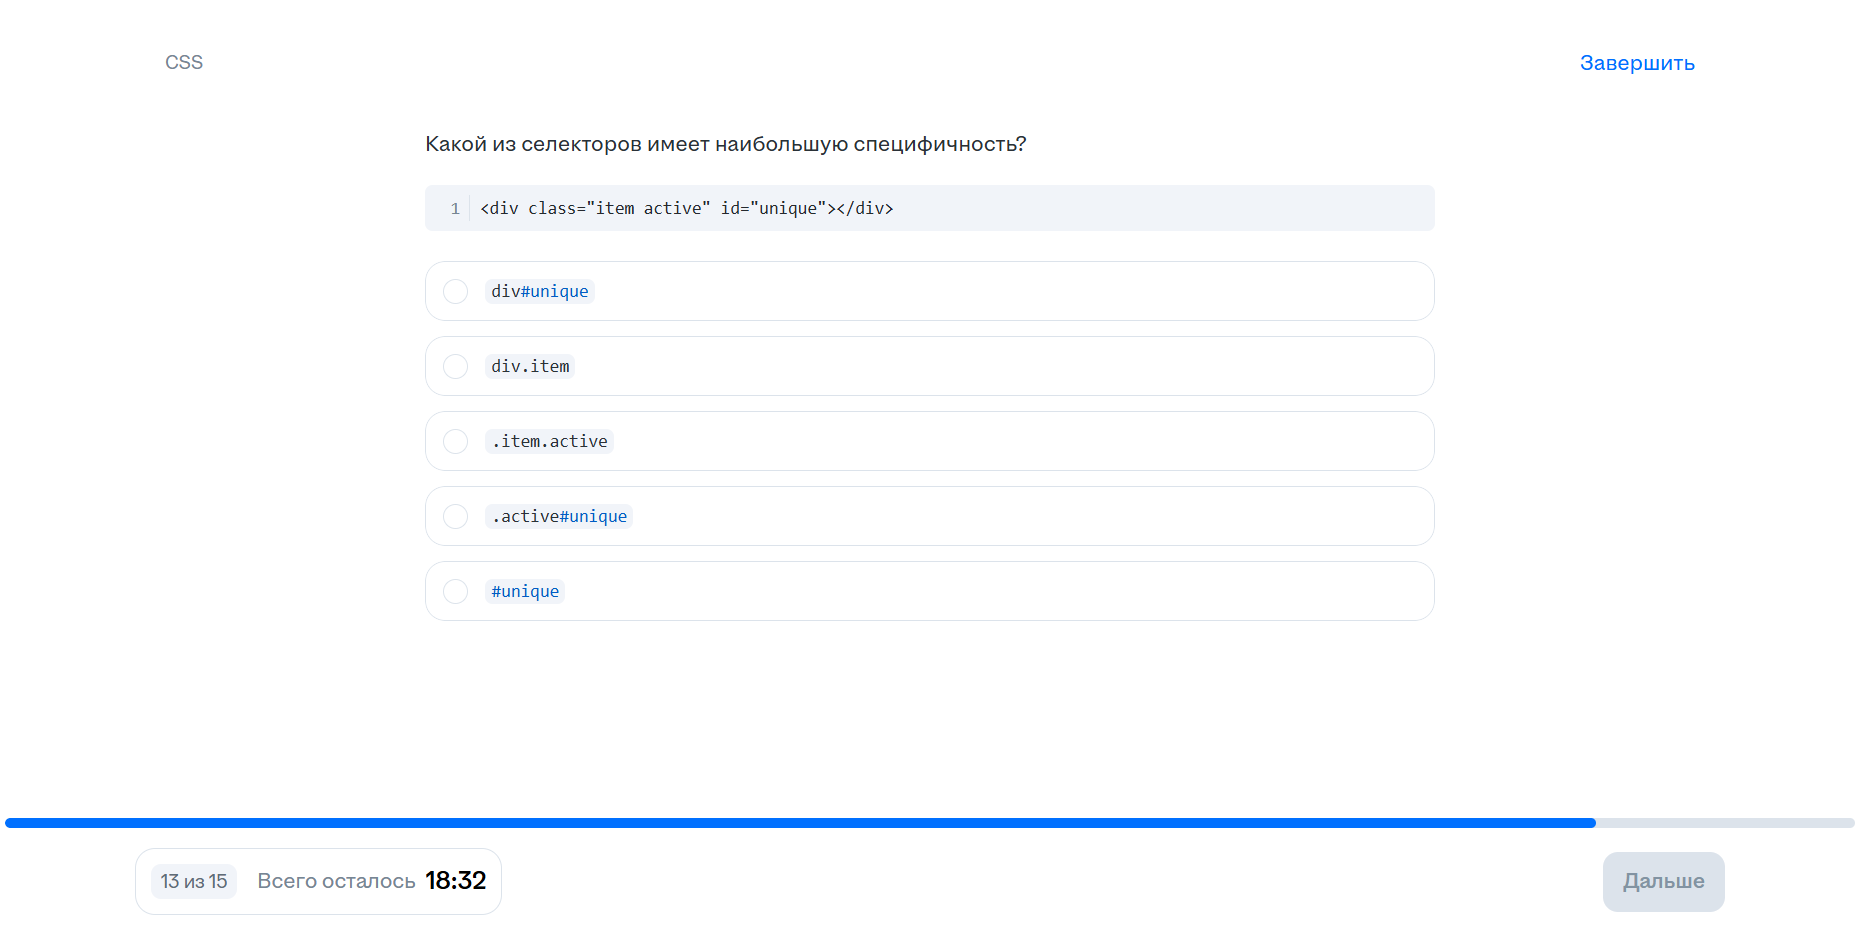 CSS
Завершить
Какой из селекторов имеет наибольшую специфичность?
1 <div class="item active" id="unique"></div>
div#unique
div.item
.item.active
.active#unique
#unique
13 из 15 Всего осталось 18:32
Дальше